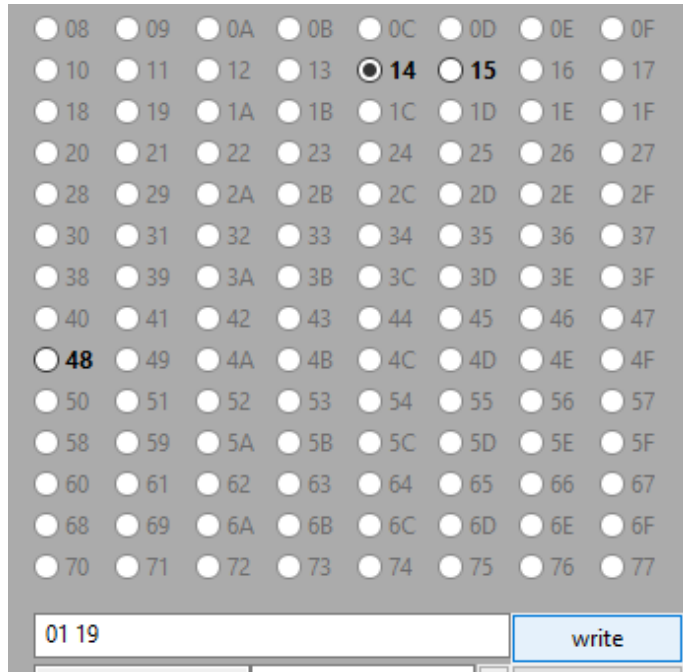 08 09 0A 0B 0C 0D 0E 0F
10 11 12 13 14 15 16 17
18 19 1A 1B 1C 1D 1E 1F
20 21 22 23 24 25 26 27
28 29 2A 2B 2C 2D 2E 2F
30 31 32 33 34 35 36 37
38 39 3A 3B 3C 3D 3E 3F
40 41 42 43 44 45 46 47
48 49 4A 4B 4C 4D 4E 4F
50 51 52 53 54 55 56 57
58 59 5A 5B 5C 5D 5E 5F
60 61 62 63 64 65 66 67
68 69 6A 6B 6C 6D 6E 6F
70 71 72 73 74 75 76 77
01 19 write